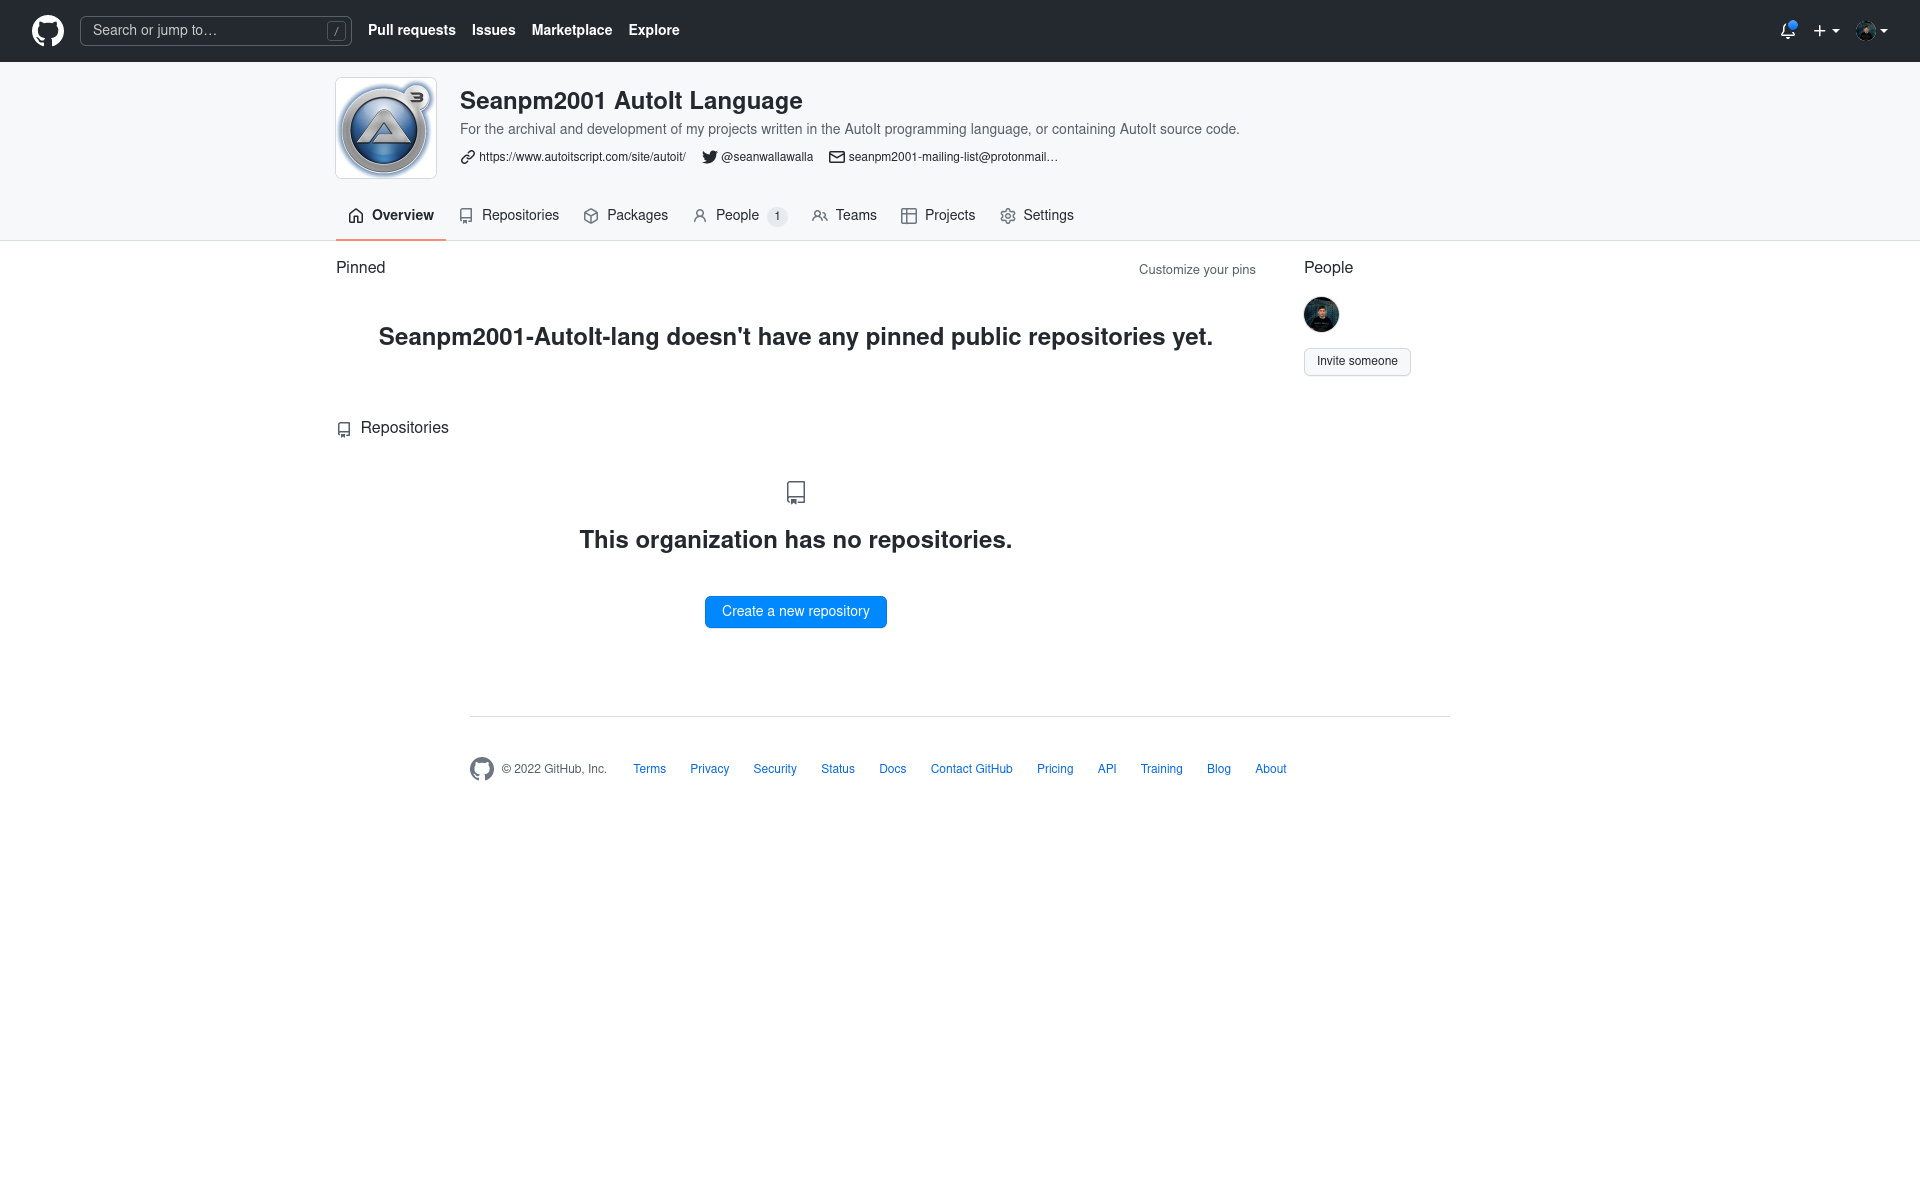 Search or jump to… /
Pull requests Issues Marketplace Explore
3
Seanpm2001 AutoIt Language
For the archival and development of my projects written in the AutoIt programming language, or containing AutoIt source code.
https://www.autoitscript.com/site/autoit/ @seanwallawalla seanpm2001-mailing-list@protonmail…
Overview Repositories Packages People 1 Teams Projects Settings
Pinned
Customize your pins
Seanpm2001-AutoIt-lang doesn't have any pinned public repositories yet.
People
Invite someone
Repositories
This organization has no repositories.
Create a new repository
© 2022 GitHub, Inc. Terms Privacy Security Status Docs Contact GitHub Pricing API Training Blog About